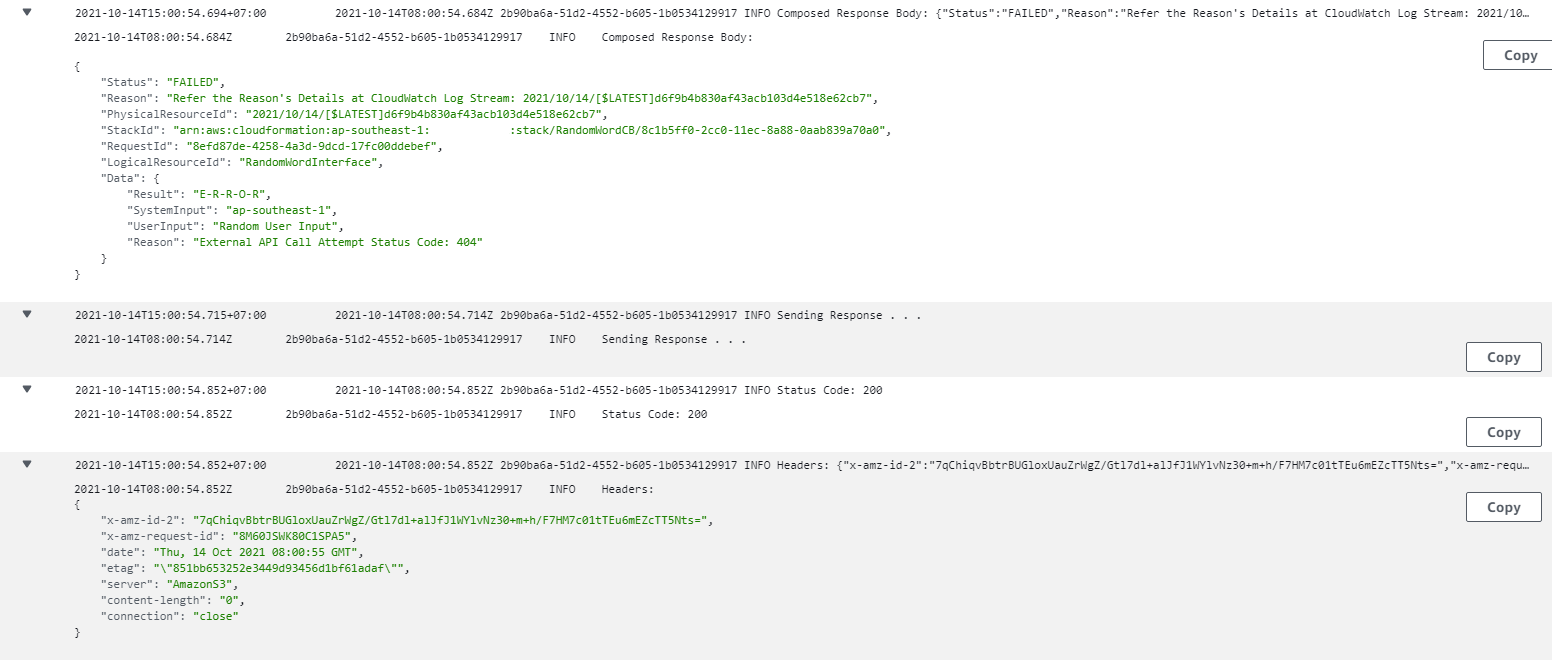 2021-10-14T15:00:54.694+07:00 2021-10-14T08:00:54.684Z 2b90ba6a-51d2-4552-b605-1b0534129917 INFO Composed Response Body: {"Status":"FAILED","Reason":"Refer the Reason's Details at CloudWatch Log Stream: 2021/10…
2021-10-14T08:00:54.684Z 2b90ba6a-51d2-4552-b605-1b0534129917 INFO Composed Response Body:
Copy
{
"Status": "FAILED",
"Reason": "Refer the Reason's Details at CloudWatch Log Stream: 2021/10/14/[$LATEST]d6f9b4b830af43acb103d4e518e62cb7",
"PhysicalResourceId": "2021/10/14/[$LATEST]d6f9b4b830af43acb103d4e518e62cb7",
"StackId": "arn:aws:cloudformation:ap-southeast-1: :stack/RandomWordCB/8c1b5ff0-2cc0-11ec-8a88-0aab839a70a0",
"RequestId": "8efd87de-4258-4a3d-9dcd-17fc00ddebef",
"LogicalResourceId": "RandomWordInterface",
"Data": {
"Result": "E-R-R-O-R",
"SystemInput": "ap-southeast-1",
"UserInput": "Random User Input",
"Reason": "External API Call Attempt Status Code: 404"
}
}
2021-10-14T15:00:54.715+07:00 2021-10-14T08:00:54.714Z 2b90ba6a-51d2-4552-b605-1b0534129917 INFO Sending Response . . .
2021-10-14T08:00:54.714Z 2b90ba6a-51d2-4552-b605-1b0534129917 INFO Sending Response . . .
Copy
2021-10-14T15:00:54.852+07:00 2021-10-14T08:00:54.852Z 2b90ba6a-51d2-4552-b605-1b0534129917 INFO Status Code: 200
2021-10-14T08:00:54.852Z 2b90ba6a-51d2-4552-b605-1b0534129917 INFO Status Code: 200
Copy
2021-10-14T15:00:54.852+07:00 2021-10-14T08:00:54.852Z 2b90ba6a-51d2-4552-b605-1b0534129917 INFO Headers: {"x-amz-id-2":"7qChiqvBbtrBUGloxUauZrWgZ/Gtl7dl+alJfJ1WYlvNz30+m+h/F7HM7c01tTEu6mEZcTT5Nts=","x-amz-requ…
2021-10-14T08:00:54.852Z 2b90ba6a-51d2-4552-b605-1b0534129917 INFO Headers:
Copy
{
"x-amz-id-2": "7qChiqvBbtrBUGloxUauZrWgZ/Gtl7dl+alJfJ1WYlvNz30+m+h/F7HM7c01tTEu6mEZcTT5Nts=",
"x-amz-request-id": "8M60JSWK80C1SPA5",
"date": "Thu, 14 Oct 2021 08:00:55 GMT",
"etag": "\"851bb653252e3449d93456d1bf61adaf\"",
"server": "AmazonS3",
"content-length": "0",
"connection": "close"
}